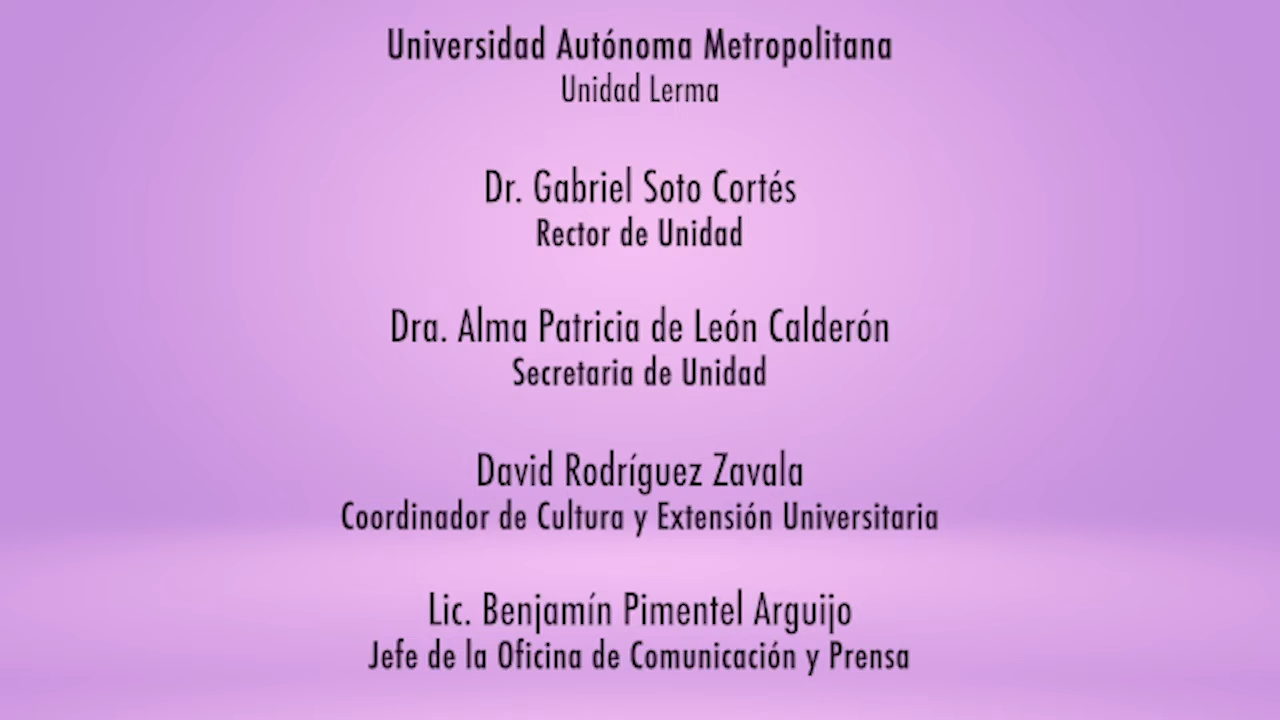 Universidad Autónoma Metropolitana
Unidad Lerma
Dr. Gabriel Soto Cortés
Rector de Unidad
Dra. Alma Patricia de León Calderón
Secretaria de Unidad
David Rodríguez Zavala
Coordinador de Cultura y Extensión Universitaria
Lic. Benjamín Pimentel Arguijo
Jefe de la Oficina de Comunicación y Prensa